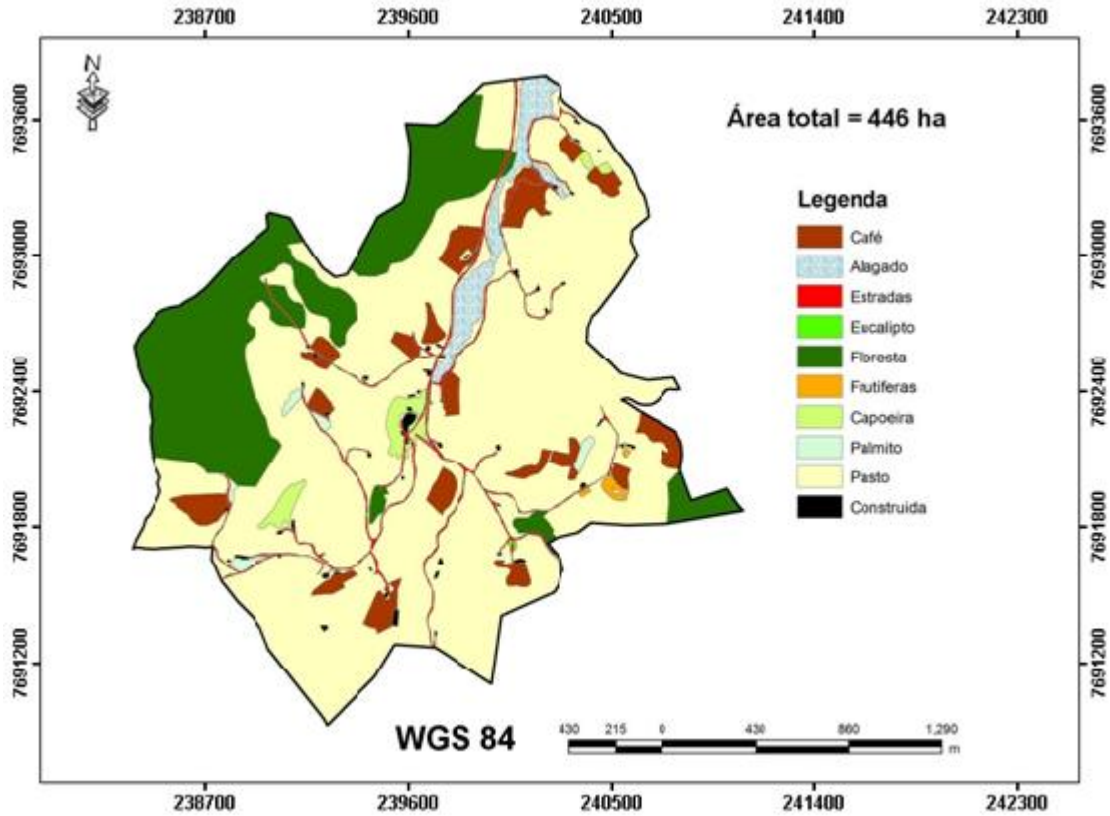 238700 239600 240500 241400 242300
N
7693600 7693600
Área total = 446 ha
Legenda
Café
Alagado
7693000 7693000
Estradas
Eucalipto
Floresta
Frutiferas
7692400 7692400
Capoeira
Palmito
Pasto
Construida
7691800 7691800
7691200 7691200
WGS 84
430 215 0 430 860 1,290
m
238700 239600 240500 241400 242300